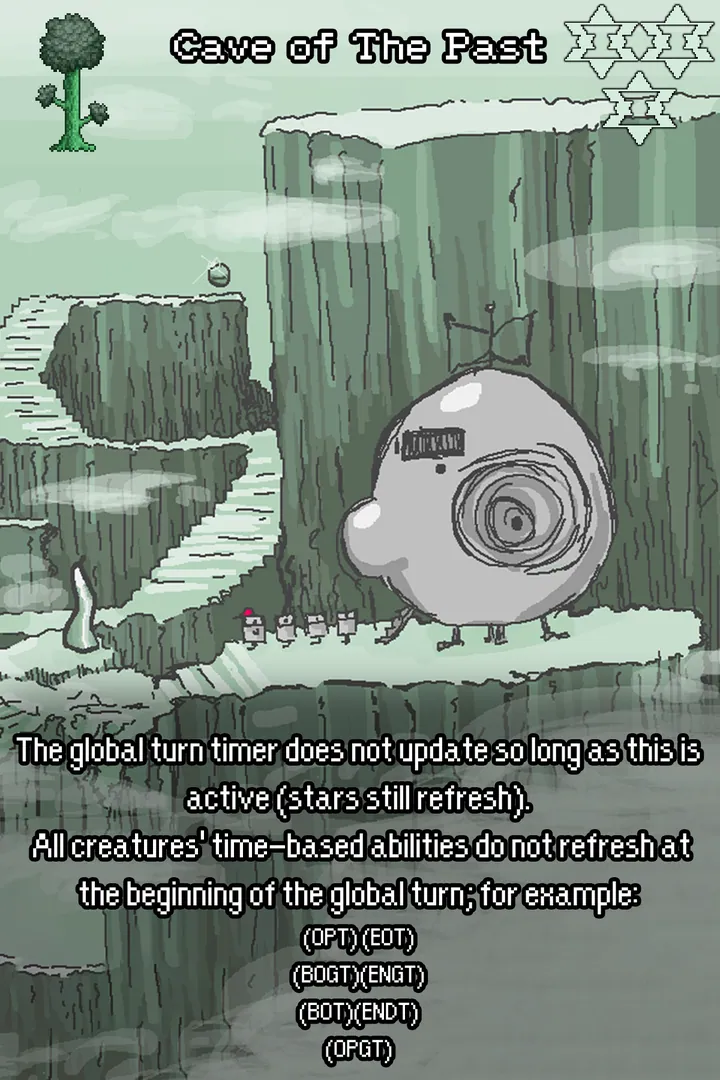 Cave of The Past
The global turn timer does not update so long as this is
active (stars still refresh).
All creatures' time-based abilities do not refresh at
the beginning of the global turn; for example:
(OPT) (EOT)
(BOGT)(ENGT)
(BOT)(ENDT)
(OPGT)